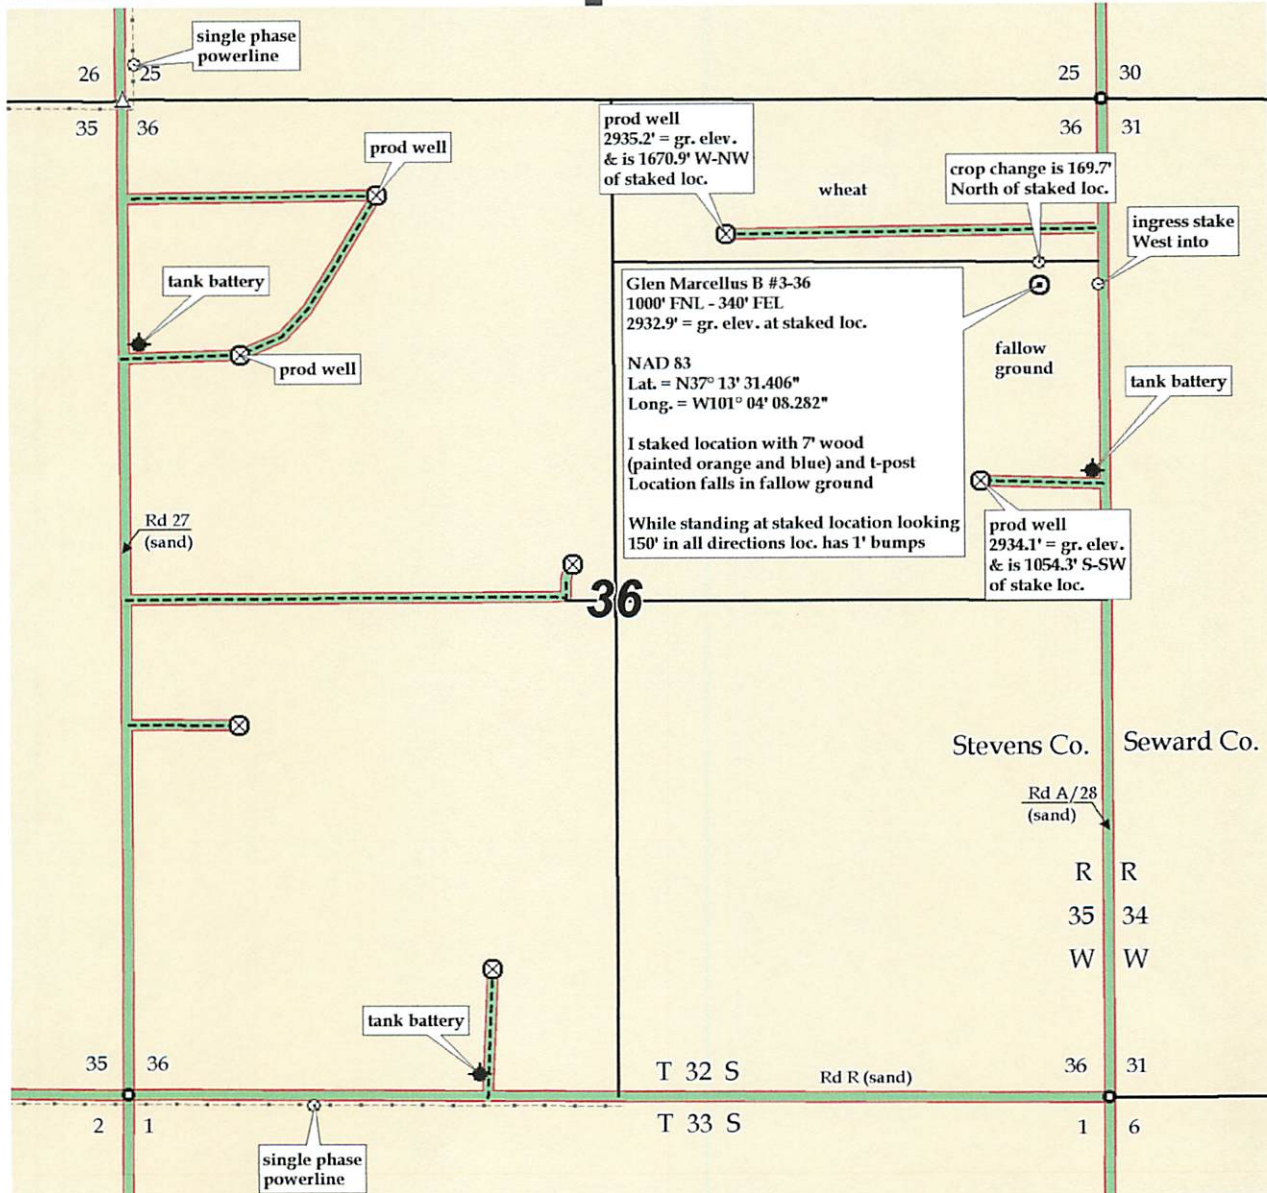 single phase
powerline
26 25
25 30
35 36
36 31
prod well
prod well
2935.2' = gr. elev.
& is 1670.9' W-NW
of staked loc.
wheat
crop change is 169.7'
North of staked loc.
ingress stake
West into
tank battery
prod well
Glen Marcellus B #3-36
1000' FNL - 340' FEL
2932.9' = gr. elev. at staked loc.
NAD 83
Lat. = N37° 13' 31.406"
Long. = W101° 04' 08.282"
I staked location with 7' wood
(painted orange and blue) and t-post
Location falls in fallow ground
While standing at staked location looking
150' in all directions loc. has 1' bumps
fallow
ground
tank battery
prod well
2934.1' = gr. elev.
& is 1054.3' S-SW
of stake loc.
Rd 27
(sand)
36
Stevens Co. Seward Co.
Rd A/28
(sand)
R R
35 34
W W
tank battery
35 36
T 32 S
Rd R (sand)
36 31
2 1
T 33 S
1 6
single phase
powerline